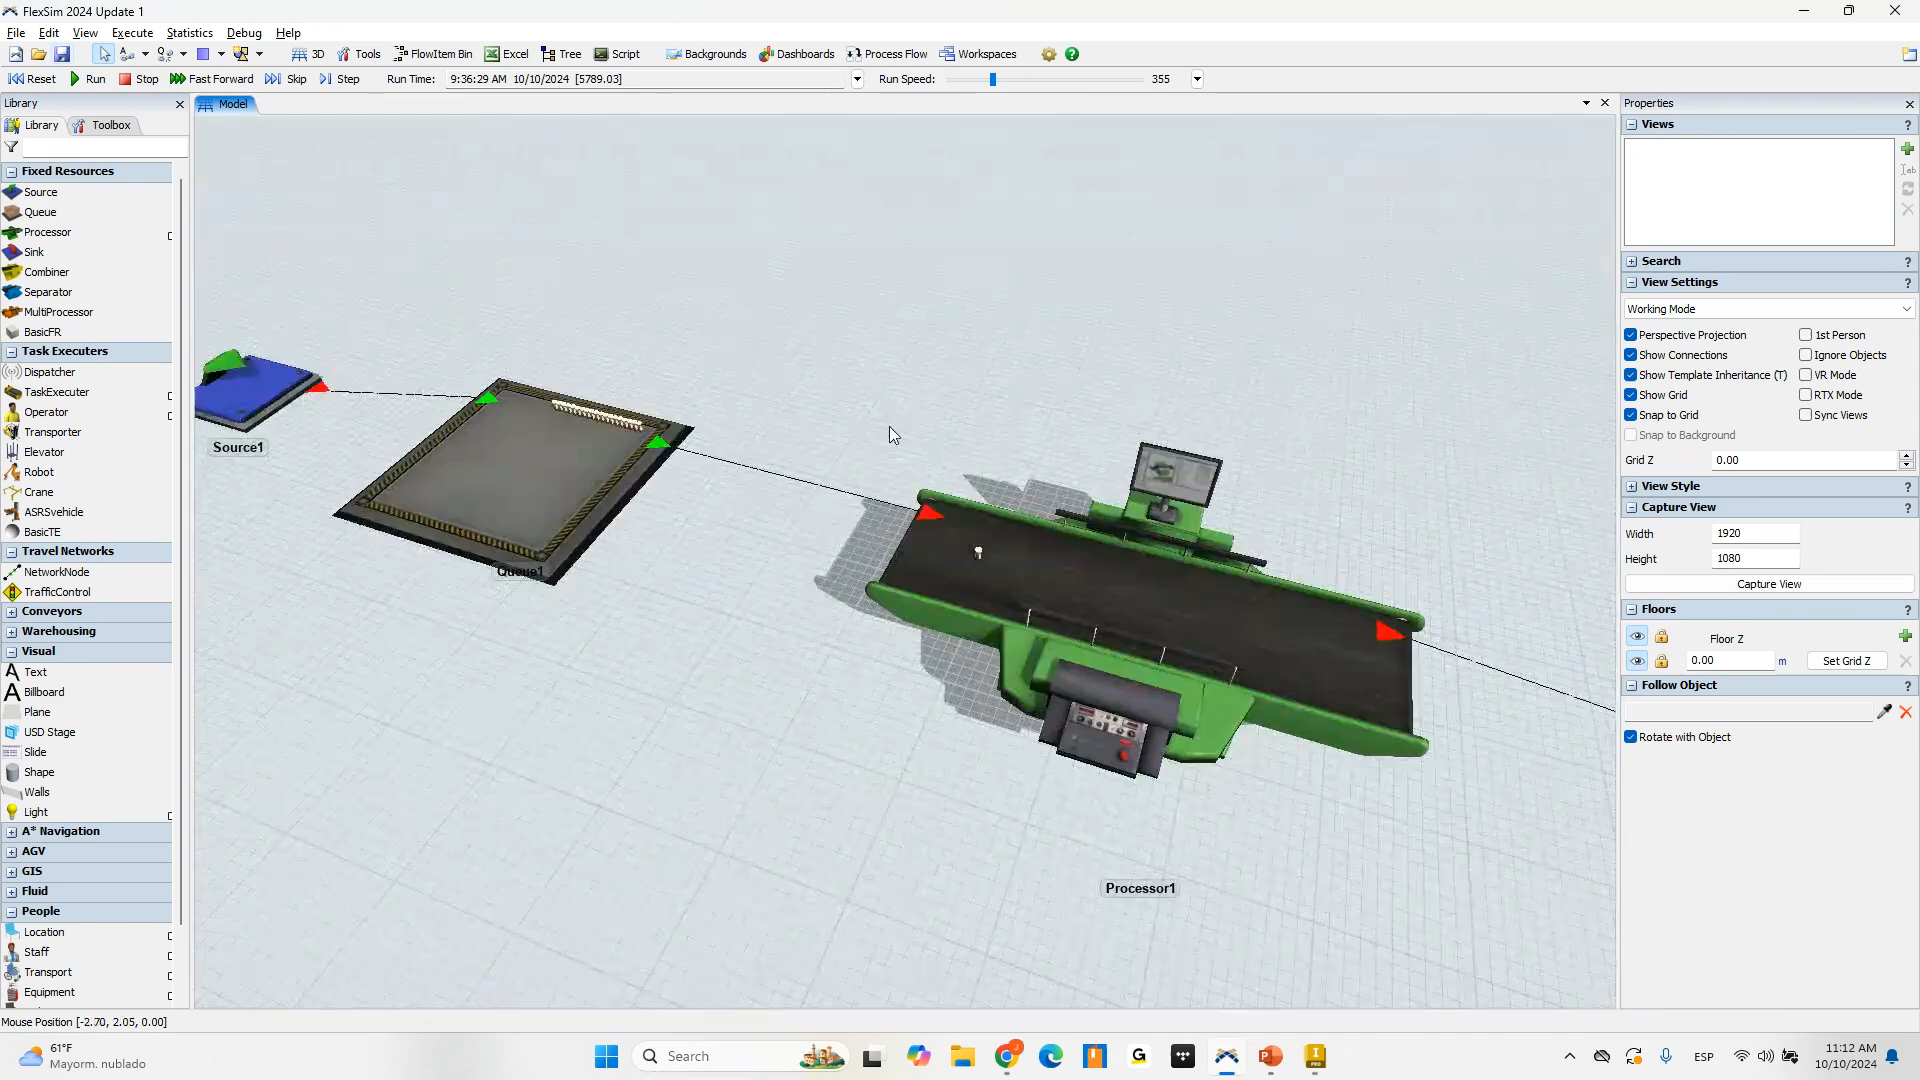 FlexSim 2024 Update 1
File Edit View Execute Statistics Debug Help
3D Tools FlowItem Bin Excel Tree Script Backgrounds Dashboards Process Flow Workspaces
Reset Run Stop Fast Forward Skip Step Run Time: 9:36:29 AM 10/10/2024 [5789.03] Run Speed: 355
Library
Library Toolbox
Fixed Resources
Source
Queue
Processor
Sink
Combiner
Separator
MultiProcessor
BasicFR
Task Executers
Dispatcher
TaskExecuter
Operator
Transporter
Elevator
Robot
Crane
ASRSvehicle
BasicTE
Travel Networks
NetworkNode
TrafficControl
Conveyors
Warehousing
Visual
Text
Billboard
Plane
USD Stage
Slide
Shape
Walls
Light
A* Navigation
AGV
GIS
Fluid
People
Location
Staff
Transport
Equipment
Model
Source1
Queue1
Processor1
Properties
Views
Search
View Settings
Working Mode
Perspective Projection 1st Person
Show Connections Ignore Objects
Show Template Inheritance (T) VR Mode
Show Grid RTX Mode
Snap to Grid Sync Views
Snap to Background
Grid Z 0.00
View Style
Capture View
Width 1920
Height 1080
Capture View
Floors
Floor Z
0.00 m Set Grid Z
Follow Object
Rotate with Object
Mouse Position [-2.70, 2.05, 0.00]
61°F
Mayorm. nublado
Search
ESP
11:12 AM
10/10/2024